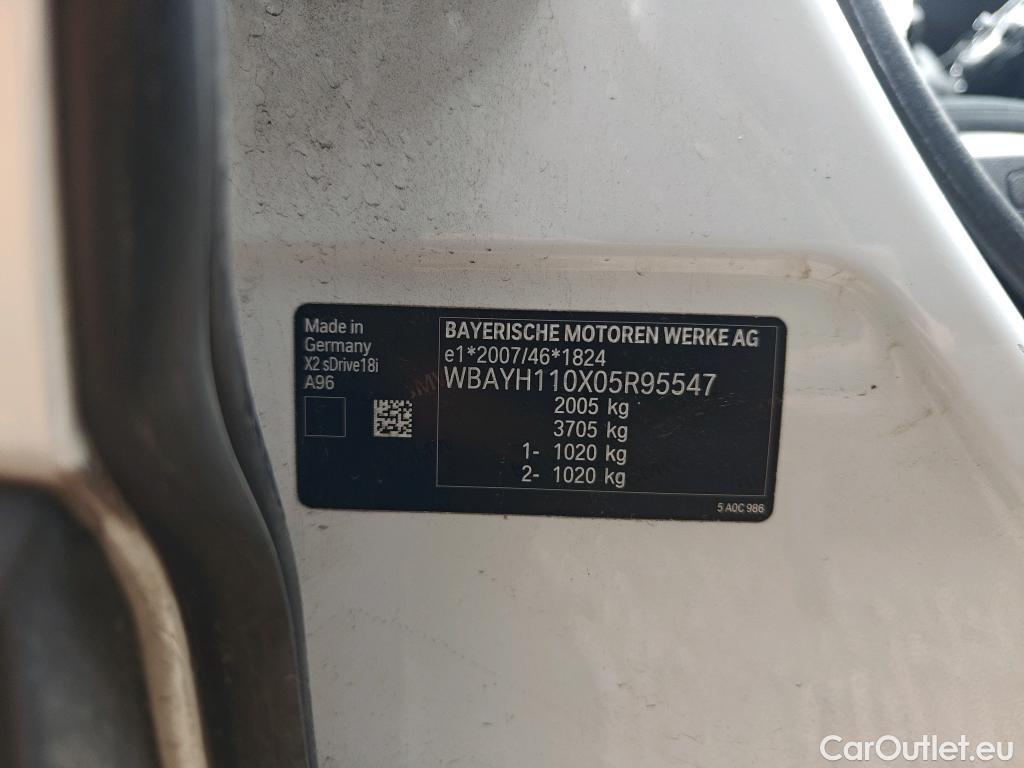 Made in
Germany
X2 sDrive18i
A96
BAYERISCHE MOTOREN WERKE AG
e1*2007/46*1824
WBAYH110X05R95547
2005 kg
3705 kg
1- 1020 kg
2- 1020 kg
5 A0C 986
CarOutlet.eu